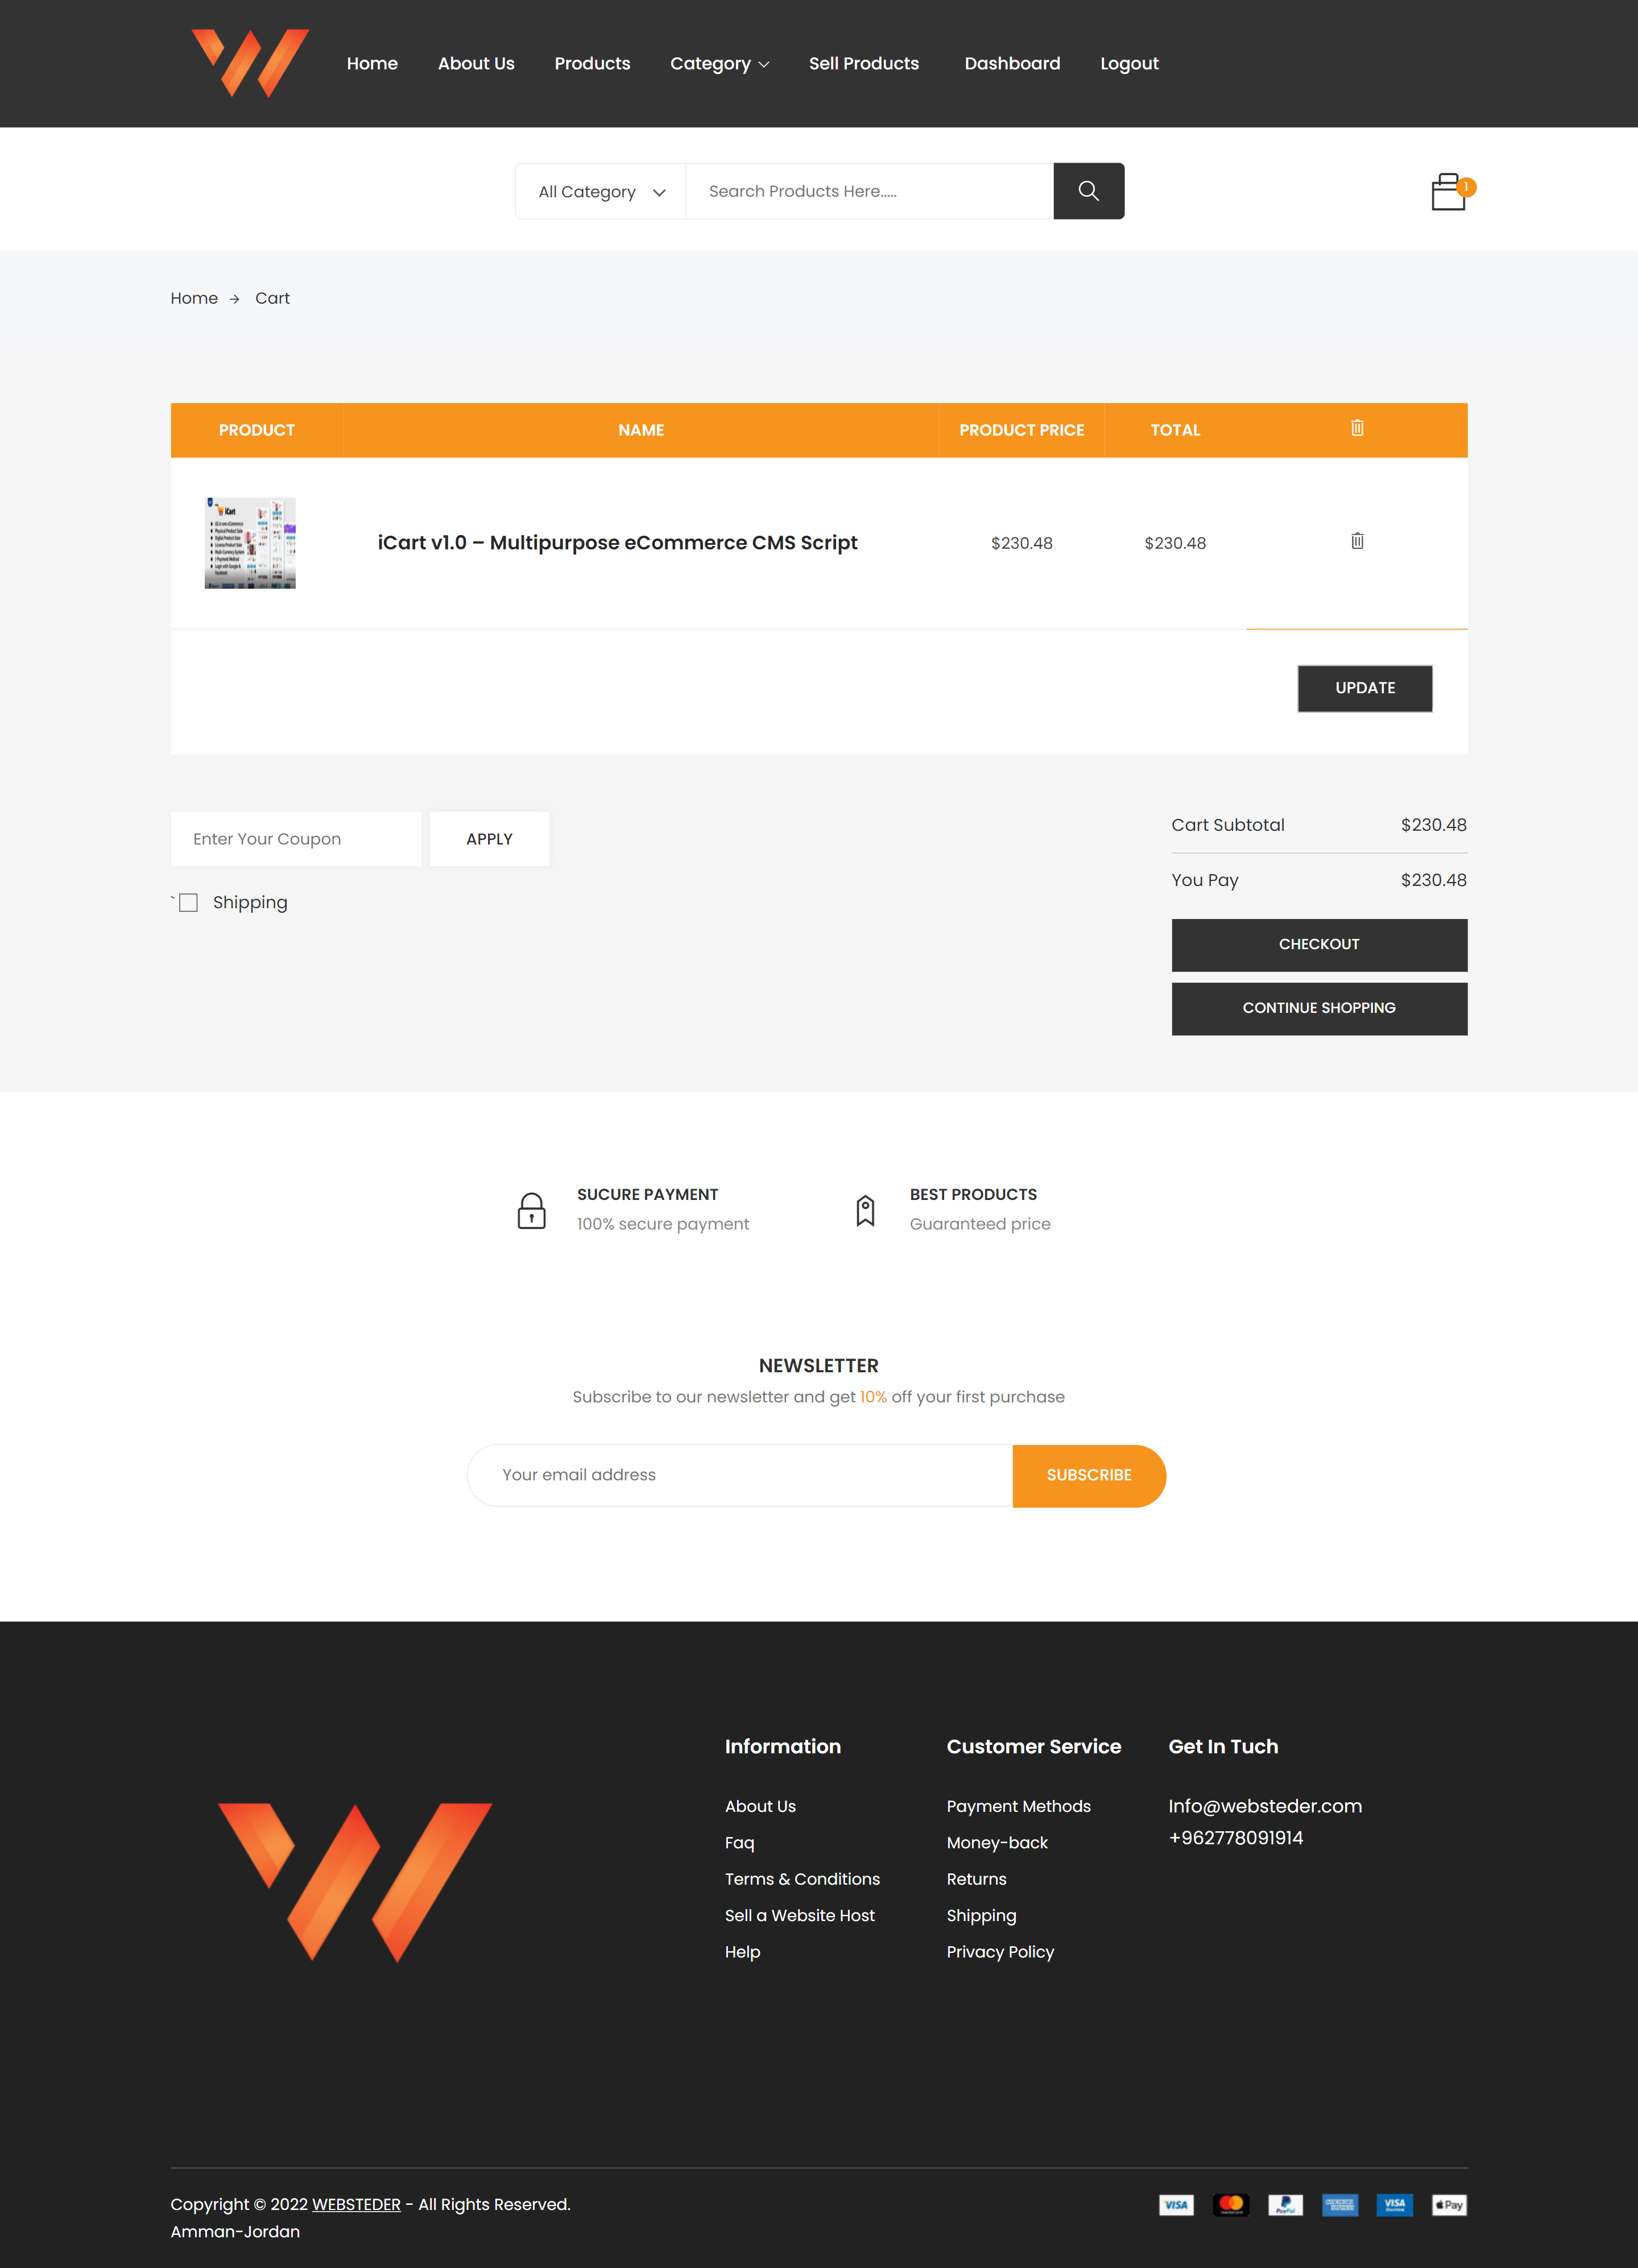 Home About Us Products Category Sell Products Dashboard Logout
All Category Search Products Here.....
1
Home → Cart
PRODUCT NAME PRODUCT PRICE TOTAL
iCart
iCart v1.0 – Multipurpose eCommerce CMS Script $230.48 $230.48
UPDATE
Enter Your Coupon APPLY
` Shipping
Cart Subtotal $230.48
You Pay $230.48
CHECKOUT
CONTINUE SHOPPING
SUCURE PAYMENT
100% secure payment
BEST PRODUCTS
Guaranteed price
NEWSLETTER
Subscribe to our newsletter and get 10% off your first purchase
Your email address SUBSCRIBE
Information
About Us
Faq
Terms & Conditions
Sell a Website Host
Help
Customer Service
Payment Methods
Money-back
Returns
Shipping
Privacy Policy
Get In Tuch
Info@websteder.com
+962778091914
Copyright © 2022 WEBSTEDER - All Rights Reserved.
Amman-Jordan
VISA PayPal VISA Pay